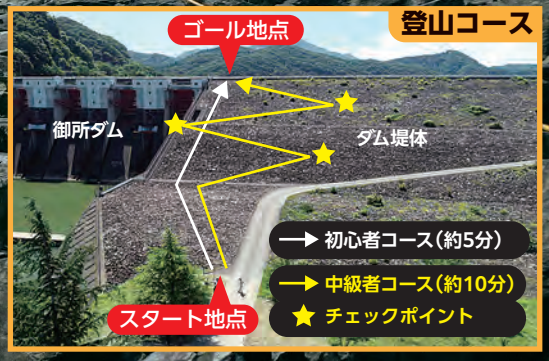 登山コース
ゴール地点
御所ダム
ダム堤体
初心者コース（約5分）
中級者コース（約10分）
チェックポイント
スタート地点